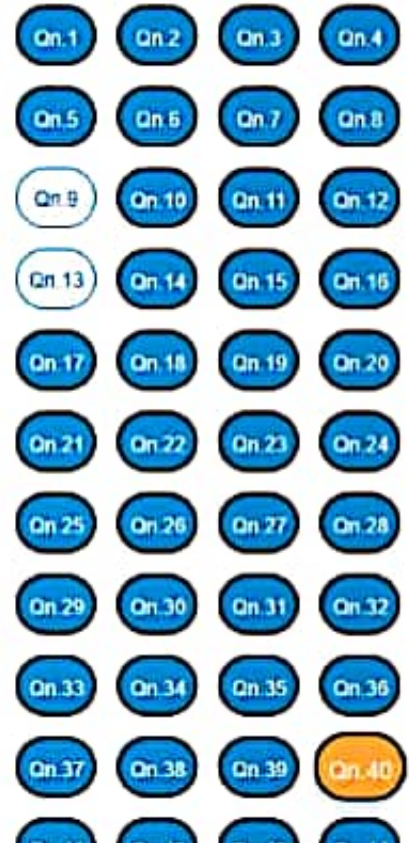 Qn.1 Qn.2 Qn.3 Qn.4
Qn.5 Qn.6 Qn.7 Qn.8
Qn.9 Qn.10 Qn.11 Qn.12
Qn.13 Qn.14 Qn.15 Qn.16
Qn.17 Qn.18 Qn.19 Qn.20
Qn.21 Qn.22 Qn.23 Qn.24
Qn.25 Qn.26 Qn.27 Qn.28
Qn.29 Qn.30 Qn.31 Qn.32
Qn.33 Qn.34 Qn.35 Qn.36
Qn.37 Qn.38 Qn.39 Qn.40